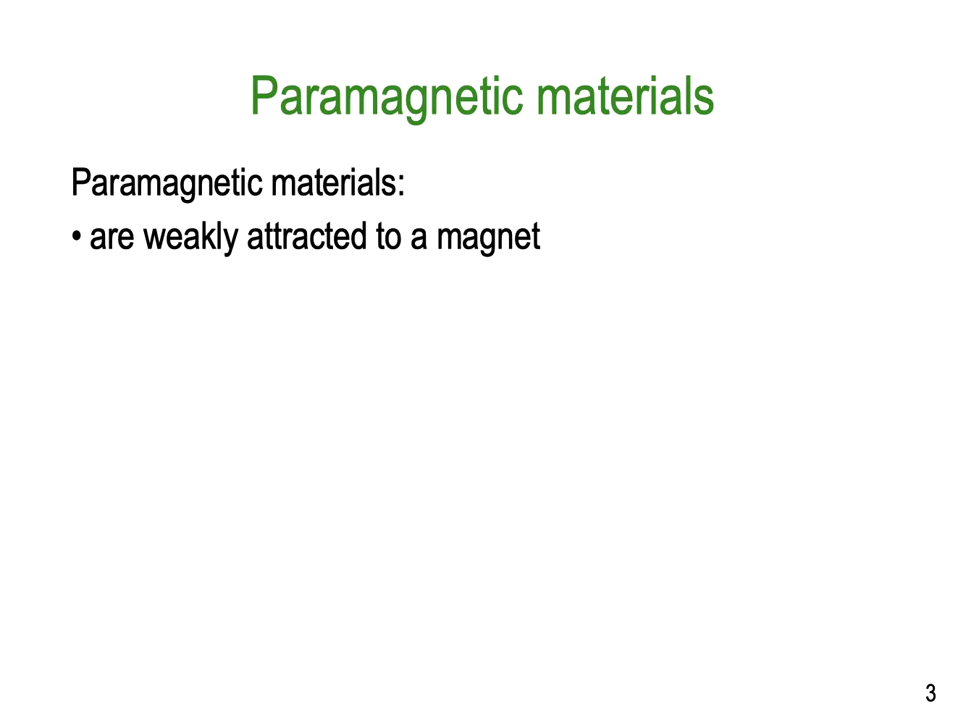 Paramagnetic materials
Paramagnetic materials:
• are weakly attracted to a magnet
3